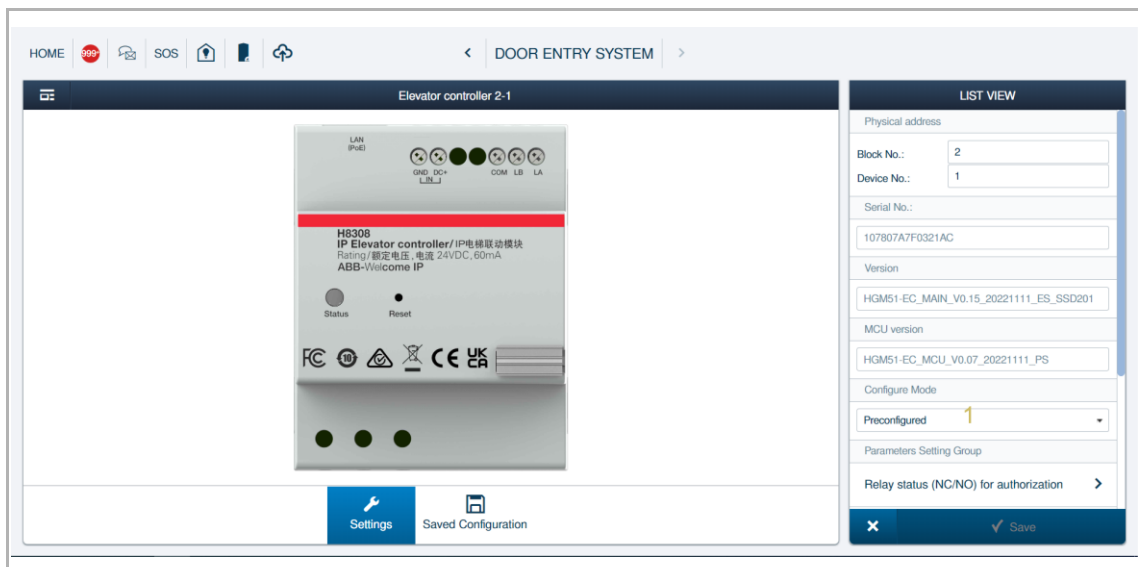 HOME 999+ SOS < DOOR ENTRY SYSTEM >
Elevator controller 2-1
LAN
(PoE)
GND DC+ COM LB LA
IN
H8308
IP Elevator controller/IP电梯联动模块
Rating/额定电压,电流 24VDC,60mA
ABB-Welcome IP
Status Reset
FC 10 CE UK CA
Settings Saved Configuration
LIST VIEW
Physical address
Block No.: 2
Device No.: 1
Serial No.:
107807A7F0321AC
Version
HGM51-EC_MAIN_V0.15_20221111_ES_SSD201
MCU version
HGM51-EC_MCU_V0.07_20221111_PS
Configure Mode
Preconfigured 1
Parameters Setting Group
Relay status (NC/NO) for authorization >
× ✓ Save